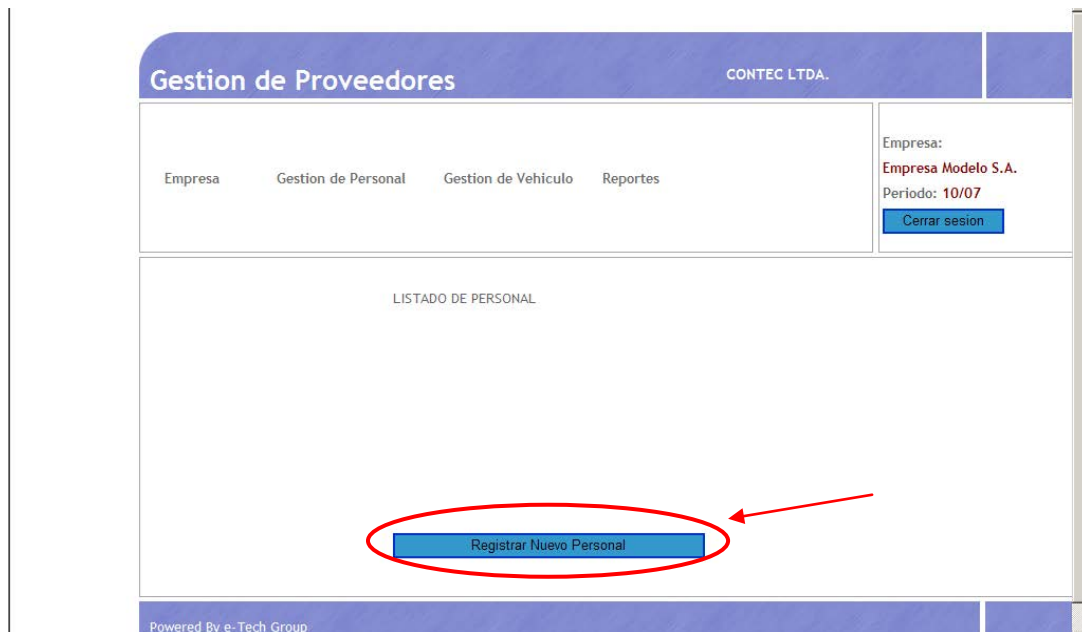 Gestion de Proveedores
CONTEC LTDA.
Empresa
Gestion de Personal
Gestion de Vehiculo
Reportes
Empresa:
Empresa Modelo S.A.
Periodo: 10/07
Cerrar sesion
LISTADO DE PERSONAL
Registrar Nuevo Personal
Powered By e-Tech Group